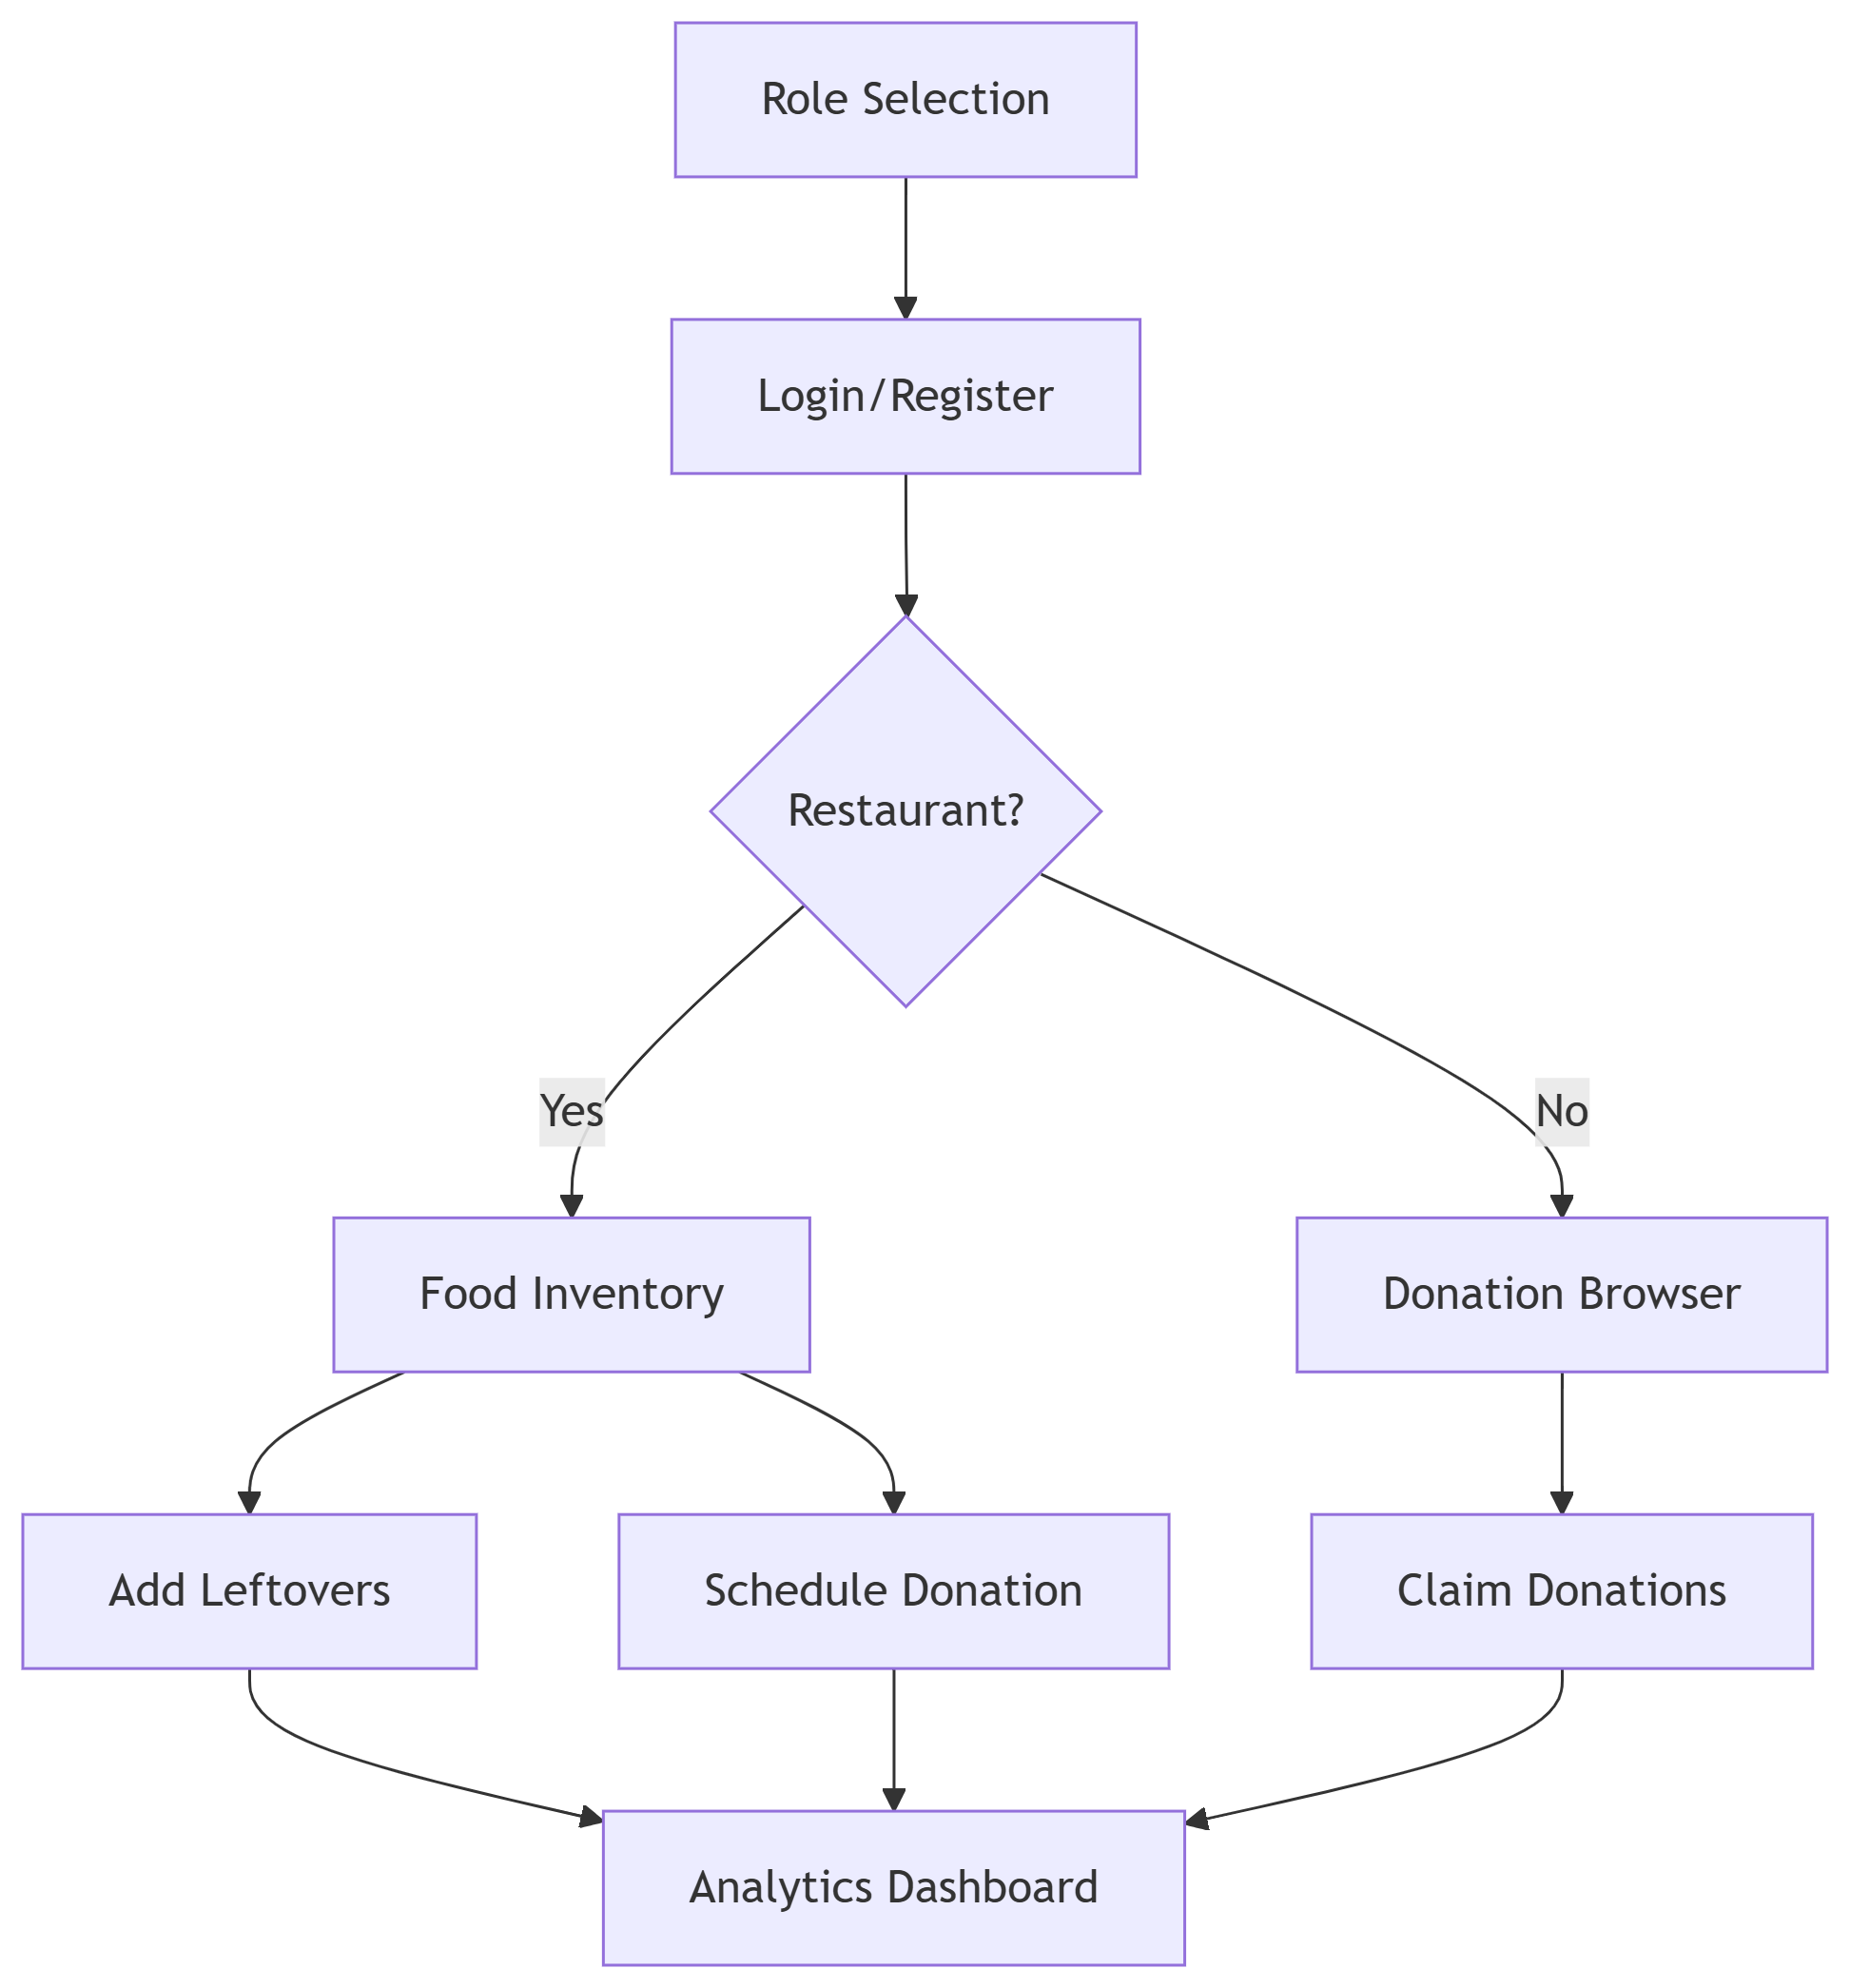 Role Selection
Login/Register
Restaurant?
Yes
No
Food Inventory
Donation Browser
Add Leftovers
Schedule Donation
Claim Donations
Analytics Dashboard